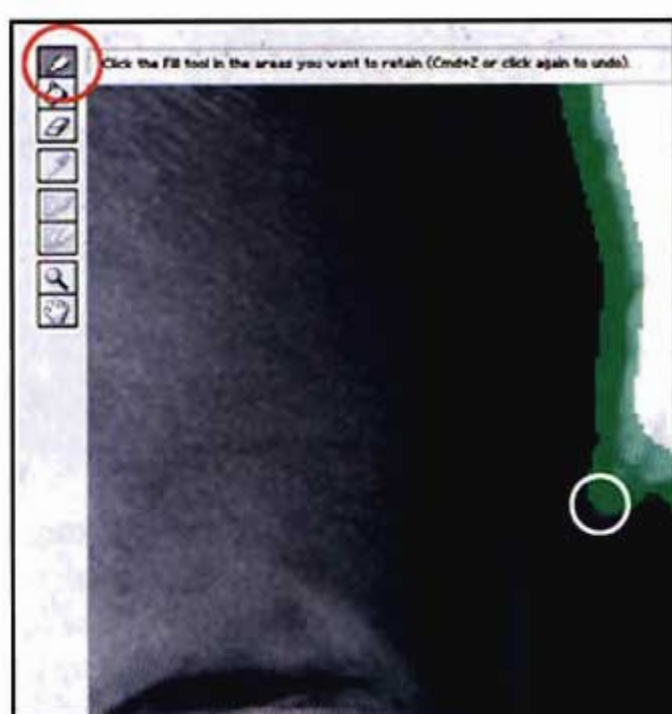 Click the Fill tool in the areas you want to retain (Cmd+Z or click again to undo).